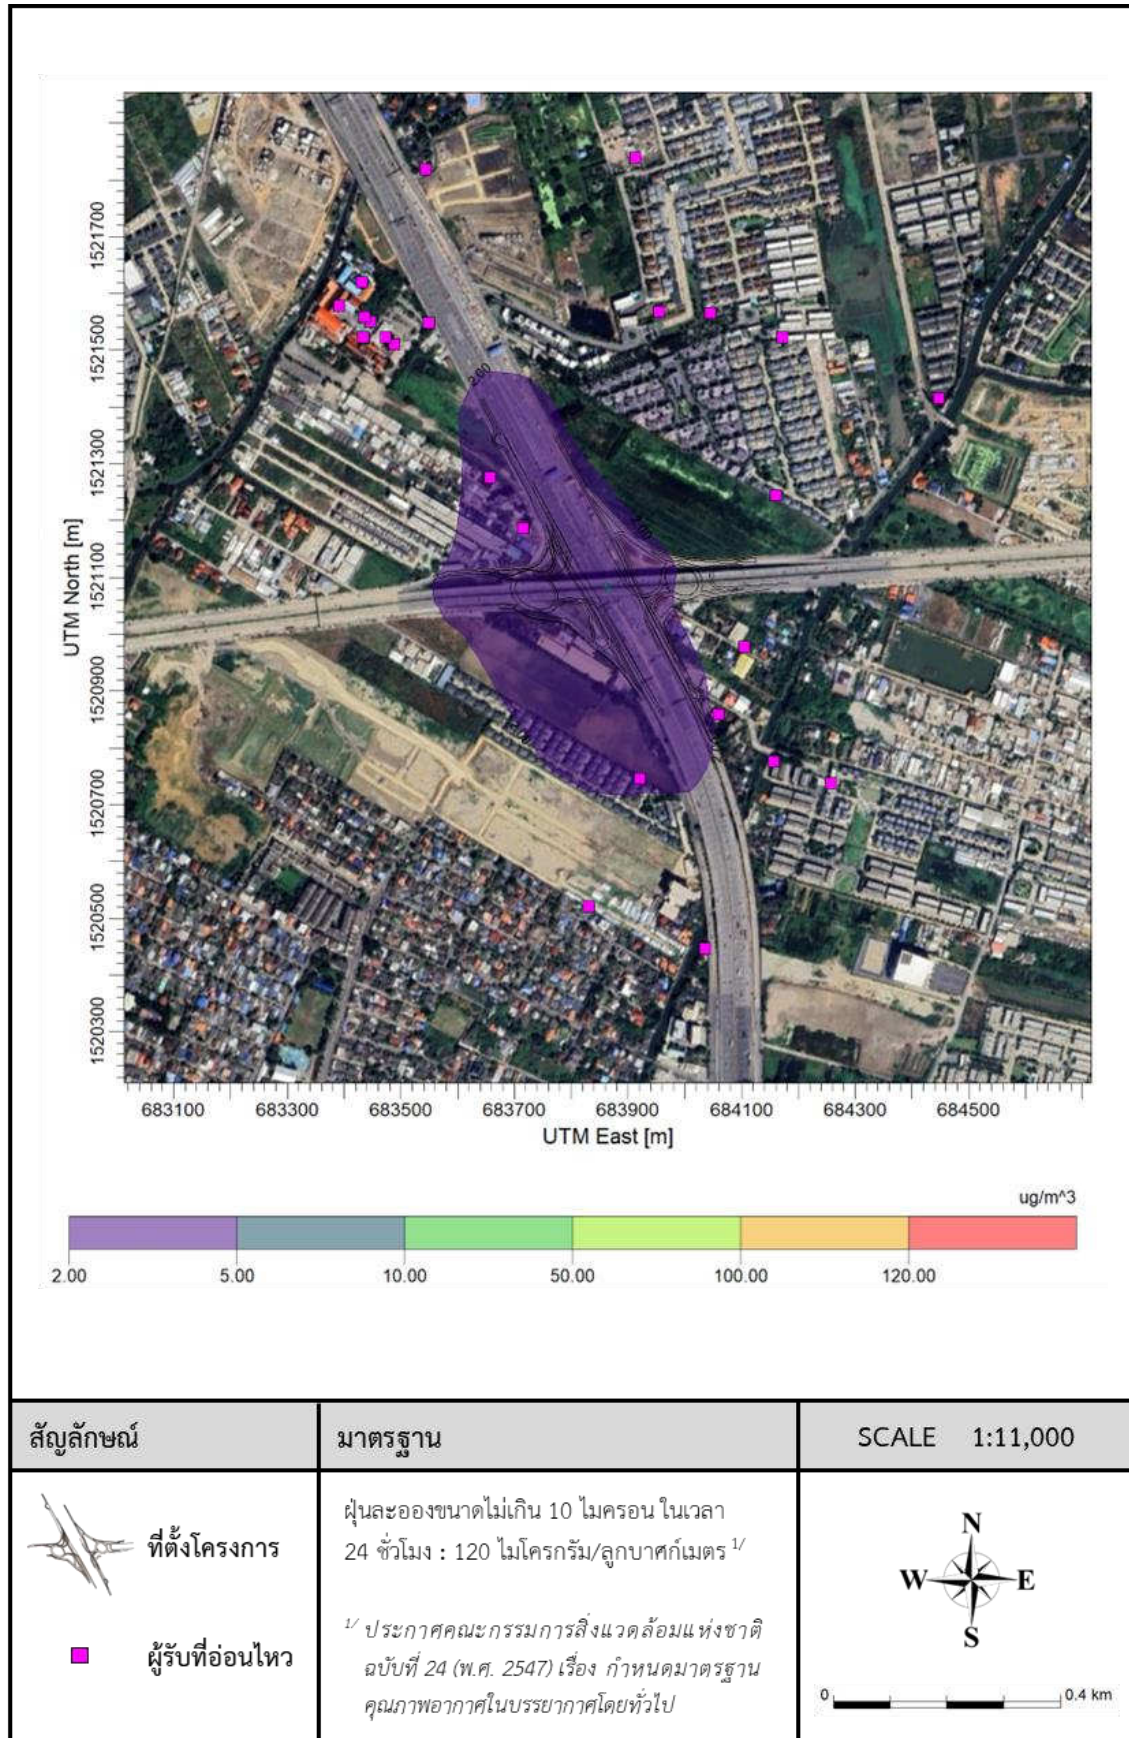 2.00
1521700
1521500
1521300
1521100
1520900
1520700
1520500
1520300
UTM North [m]
683100 683300 683500 683700 683900 684100 684300 684500
UTM East [m]
ug/m^3
2.00 5.00 10.00 50.00 100.00 120.00
สัญลักษณ์
ที่ตั้งโครงการ
ผู้รับที่อ่อนไหว
มาตรฐาน
ฝุ่นละอองขนาดไม่เกิน 10 ไมครอน ในเวลา
24 ชั่วโมง : 120 ไมโครกรัม/ลูกบาศก์เมตร 1/
1/ ประกาศคณะกรรมการสิ่งแวดล้อมแห่งชาติ
ฉบับที่ 24 (พ.ศ. 2547) เรื่อง กำหนดมาตรฐาน
คุณภาพอากาศในบรรยากาศโดยทั่วไป
SCALE 1:11,000
N
W E
S
0 0.4 km